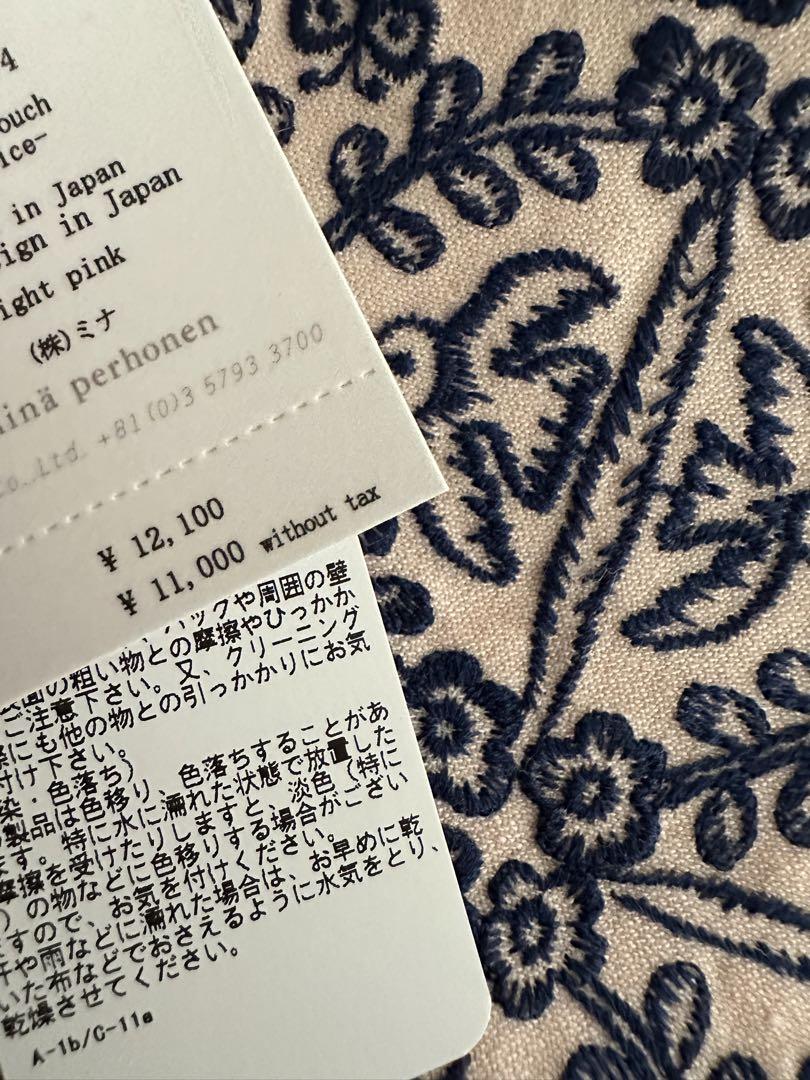 4
ouch
ice-
in Japan
sign in Japan
ight pink
(株)ミナ
inä perhonen
Co.,Ltd. +81(0)3 5793 3700
¥ 12,100
¥ 11,000 without tax
バックや周囲の壁
表面の粗い物との摩擦やひっかか
ご注意下さい。又、クリーニング
際にも他の物との引っかかりにお気
付け下さい。
染・色落ち)
製品は色移り、色落ちすることがあ
ます。特に水に濡れた状態で放置した
摩擦を受けたりしますと、淡色(特に
)の物などに色移りする場合がござい
ますので、お気を付けください。
汗や雨などに濡れた場合は、お早めに乾
いた布などでおさえるように水気をとり、
乾燥させてください。
A-1b/C-11a